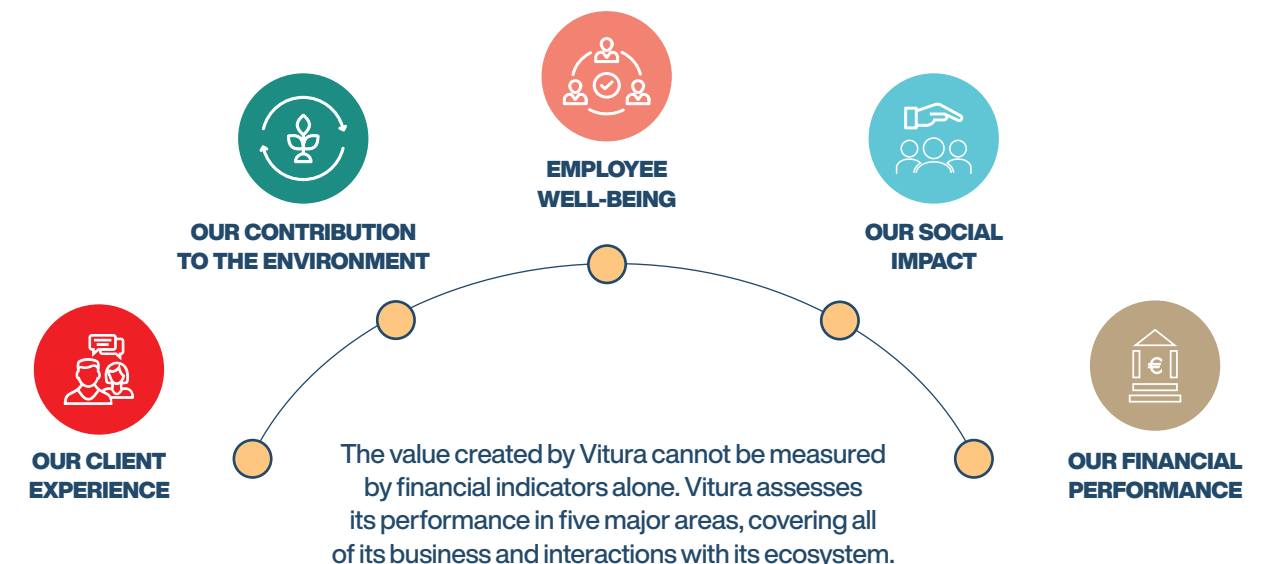 EMPLOYEE
WELL-BEING
OUR CONTRIBUTION
TO THE ENVIRONMENT
OUR SOCIAL
IMPACT
OUR CLIENT
EXPERIENCE
€
OUR FINANCIAL
PERFORMANCE
The value created by Vitura cannot be measured
by financial indicators alone. Vitura assesses
its performance in five major areas, covering all
of its business and interactions with its ecosystem.